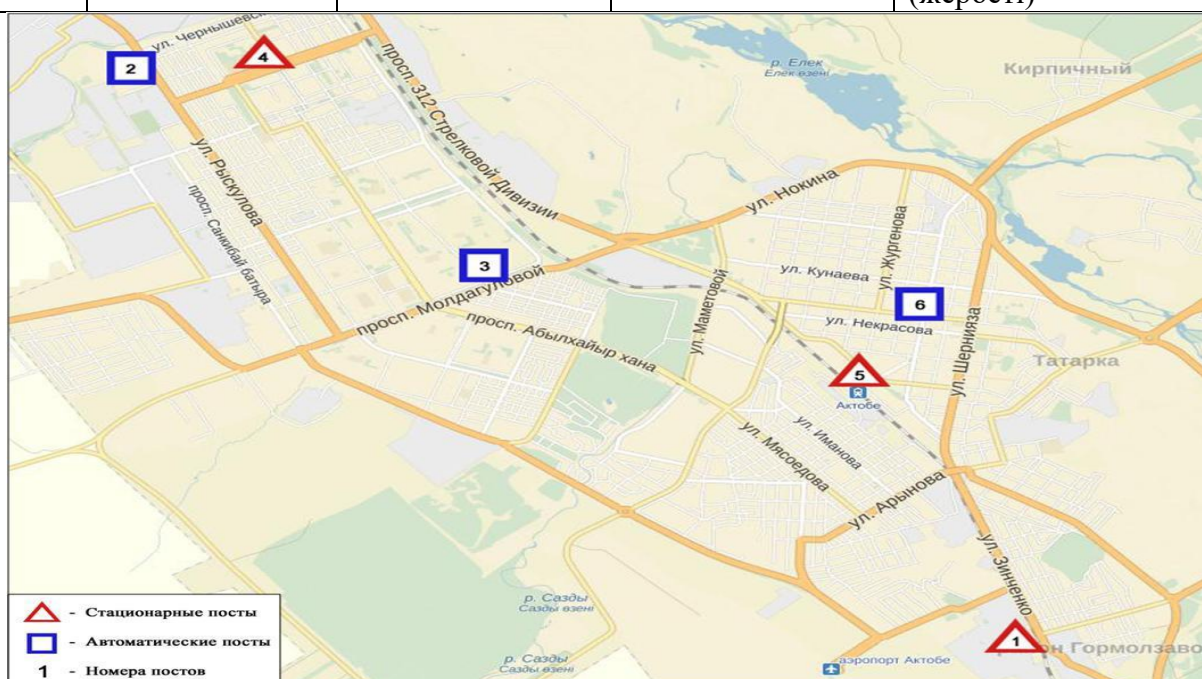 (жерості)
ул. Чернышевск
2
4
просп. 312 Стрелковой Дивизии
р. Елек
Елек өзені
Кирпичный
ул. Рыскулова
просп. Санкибай батыра
ул. Нокина
ул. Жургенова
3
просп. Молдагуловой
ул. Кунаева
6
ул. Некрасова
ул. Маметовой
просп. Абылхайыр хана
ул. Шернияза
Татарка
5
Актобе
ул. Иманова
ул. Мясоедова
ул. Арынова
ул. Зинченко
р. Сазды
Сазды өзені
- Стационарные посты
- Автоматические посты
1 - Номера постов
р. Сазды
Сазды өзені
аэропорт Актобе
1
он Гормолзаво